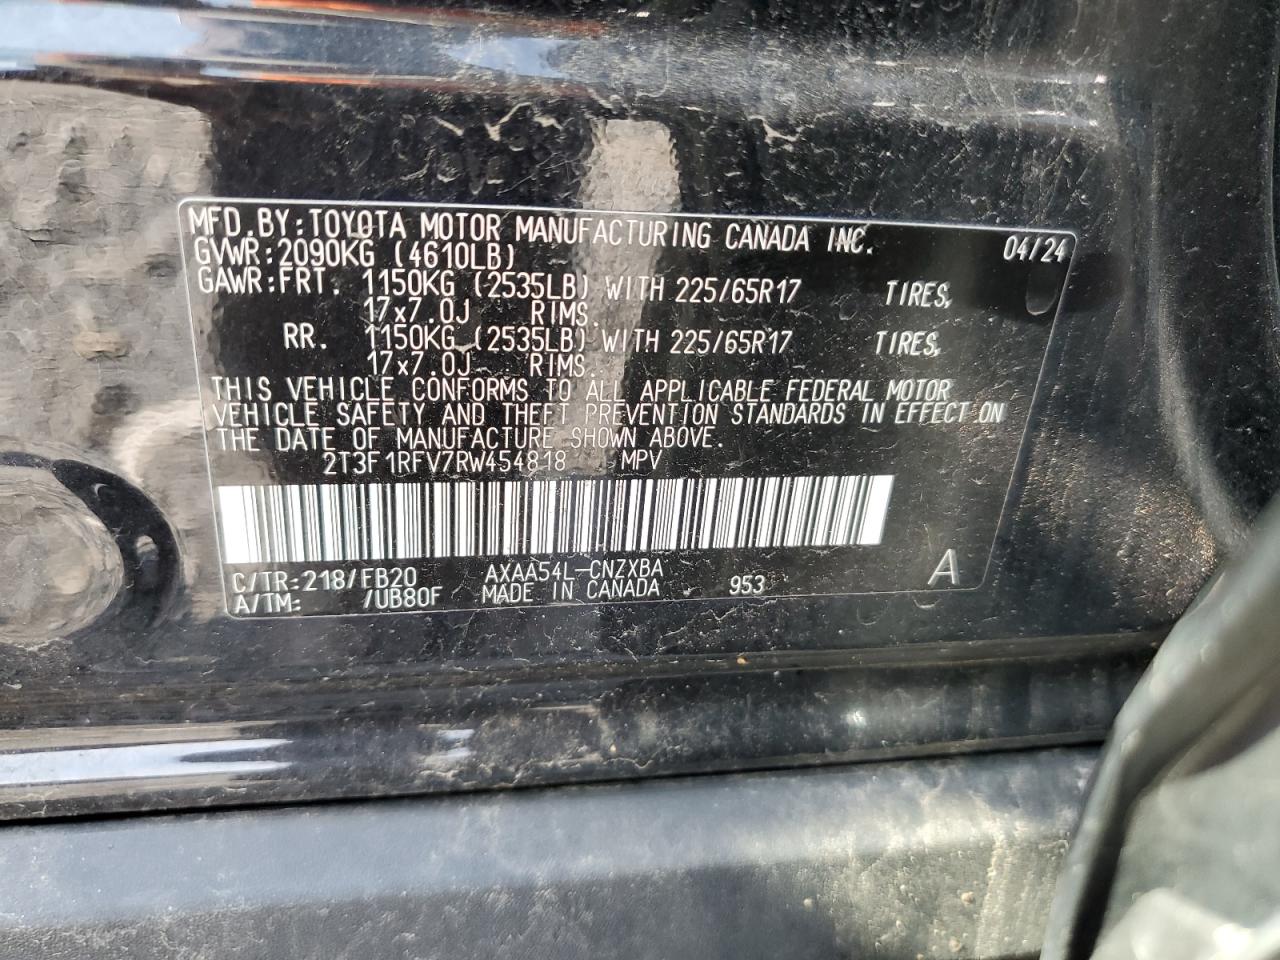 MFD.BY:TOYOTA MOTOR MANUFACTURING CANADA INC. 04/24
GVWR:2090KG (4610LB)
GAWR:FRT. 1150KG (2535LB) WITH 225/65R17 TIRES,
17x7.0J RIMS.
RR. 1150KG (2535LB) WITH 225/65R17 TIRES,
17x7.0J RIMS.
THIS VEHICLE CONFORMS TO ALL APPLICABLE FEDERAL MOTOR
VEHICLE SAFETY AND THEFT PREVENTION STANDARDS IN EFFECT ON
THE DATE OF MANUFACTURE SHOWN ABOVE.
2T3F1RFV7RW454818 MPV
C/TR:218/FB20 AXAA54L-CNZXBA
A/TM: /UB80F MADE IN CANADA 953 A